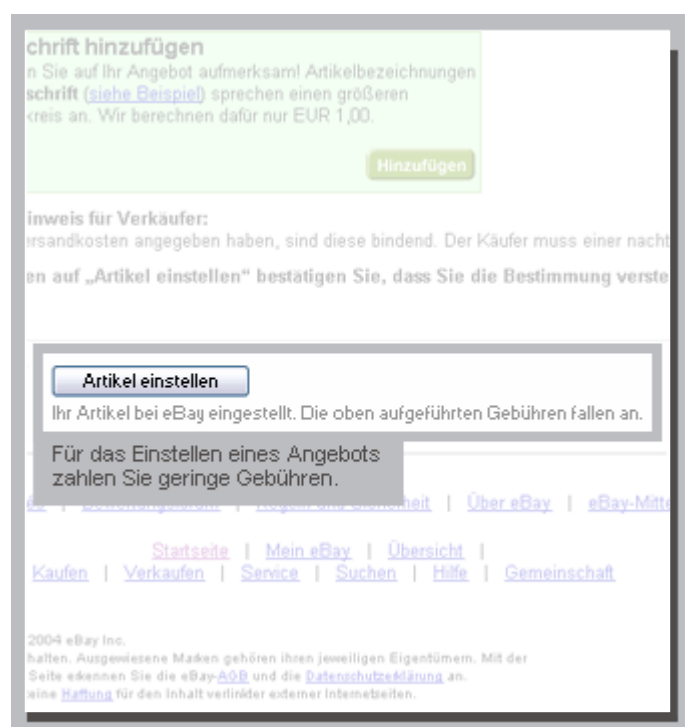 chrift hinzufügen
n Sie auf Ihr Angebot aufmerksam! Artikelbezeichnungen
schrift (siehe Beispiel) sprechen einen größeren
kreis an. Wir berechnen dafür nur EUR 1,00.
Hinzufügen
inweis für Verkäufer:
ersandkosten angegeben haben, sind diese bindend. Der Käufer muss einer nacht
en auf „Artikel einstellen“ bestätigen Sie, dass Sie die Bestimmung verste
Artikel einstellen
Ihr Artikel bei eBay eingestellt. Die oben aufgeführten Gebühren fallen an.
Für das Einstellen eines Angebots
zahlen Sie geringe Gebühren.
| Über eBay | eBay-Mitte
Startseite | Mein eBay | Übersicht |
Kaufen | Verkaufen | Service | Suchen | Hilfe | Gemeinschaft
2004 eBay Inc.
halten. Ausgewiesene Marken gehören ihren jeweiligen Eigentümern. Mit der
Seite erkennen Sie die eBay-AGB und die Datenschutzerklärung an.
keine Haftung für den Inhalt verlinkter externer Internetseiten.